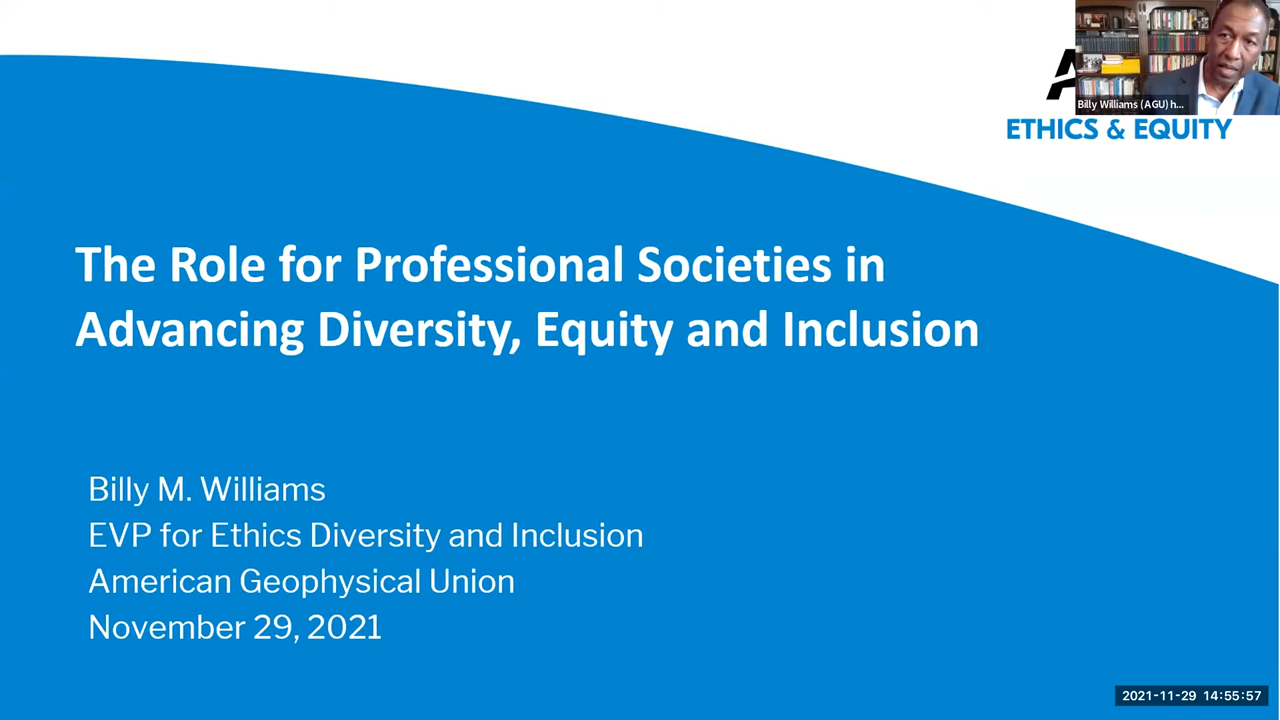 Billy Williams (AGU) h...
ETHICS & EQUITY
The Role for Professional Societies in
Advancing Diversity, Equity and Inclusion
Billy M. Williams
EVP for Ethics Diversity and Inclusion
American Geophysical Union
November 29, 2021
2021-11-29 14:55:57